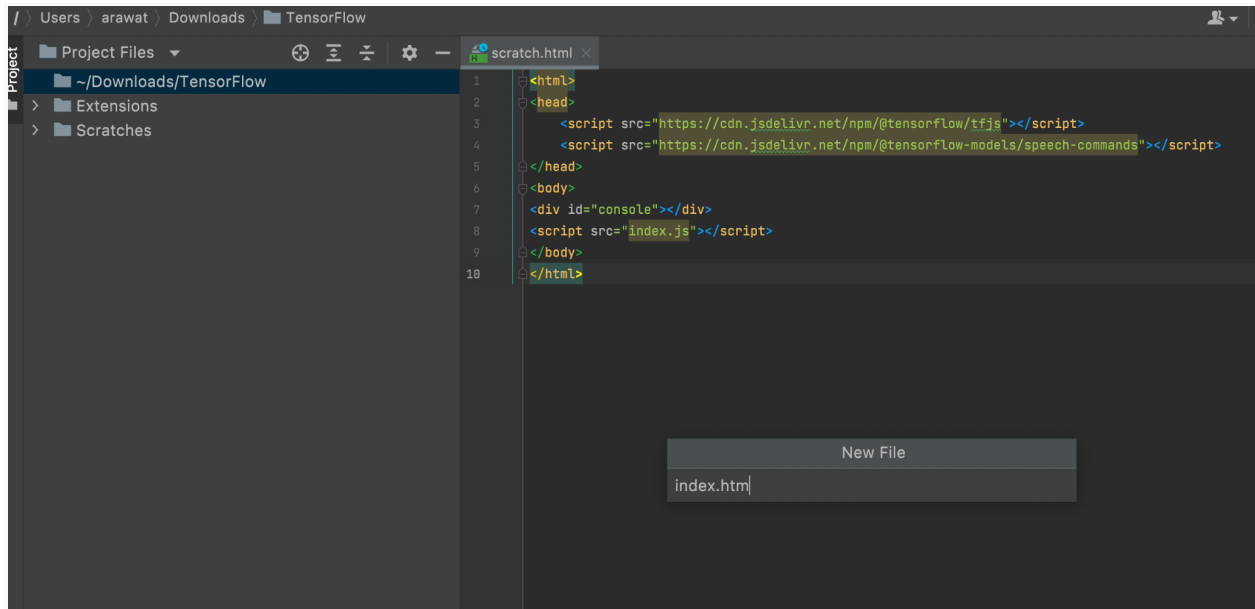 / Users Downloads arawat TensorFlow
Project
Project Files
~/Downloads/TensorFlow
Extensions
Scratches
scratch.html
1 <html>
2 <head>
3 <script src="https://cdn.jsdelivr.net/npm/@tensorflow/tfjs"></script>
4 <script src="https://cdn.jsdelivr.net/npm/@tensorflow-models/speech-commands"></script>
5 </head>
6 <body>
7 <div id="console"></div>
8 <script src="index.js"></script>
9 </body>
10 </html>
New File
index.htm